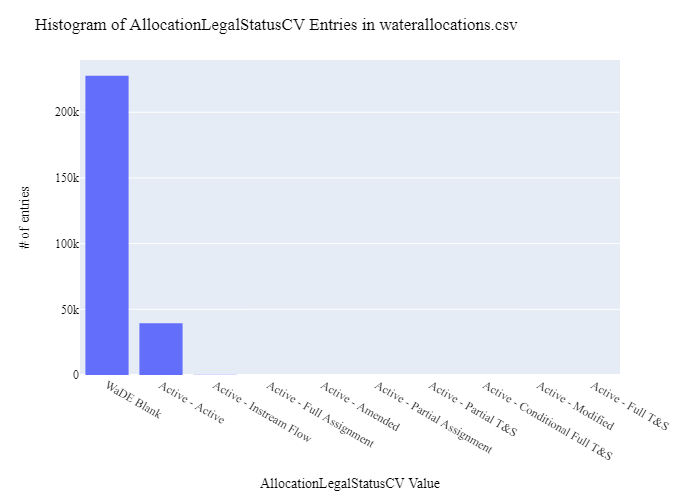 Histogram of AllocationLegalStatusCV Entries in waterallocations.csv
# of entries
200k
150k
100k
50k
0
WaDE Blank
Active - Active
Active - Instream Flow
Active - Full Assignment
Active - Amended
Active - Partial Assignment
Active - Partial T&S
Active - Conditional Full T&S
Active - Modified
Active - Full T&S
AllocationLegalStatusCV Value